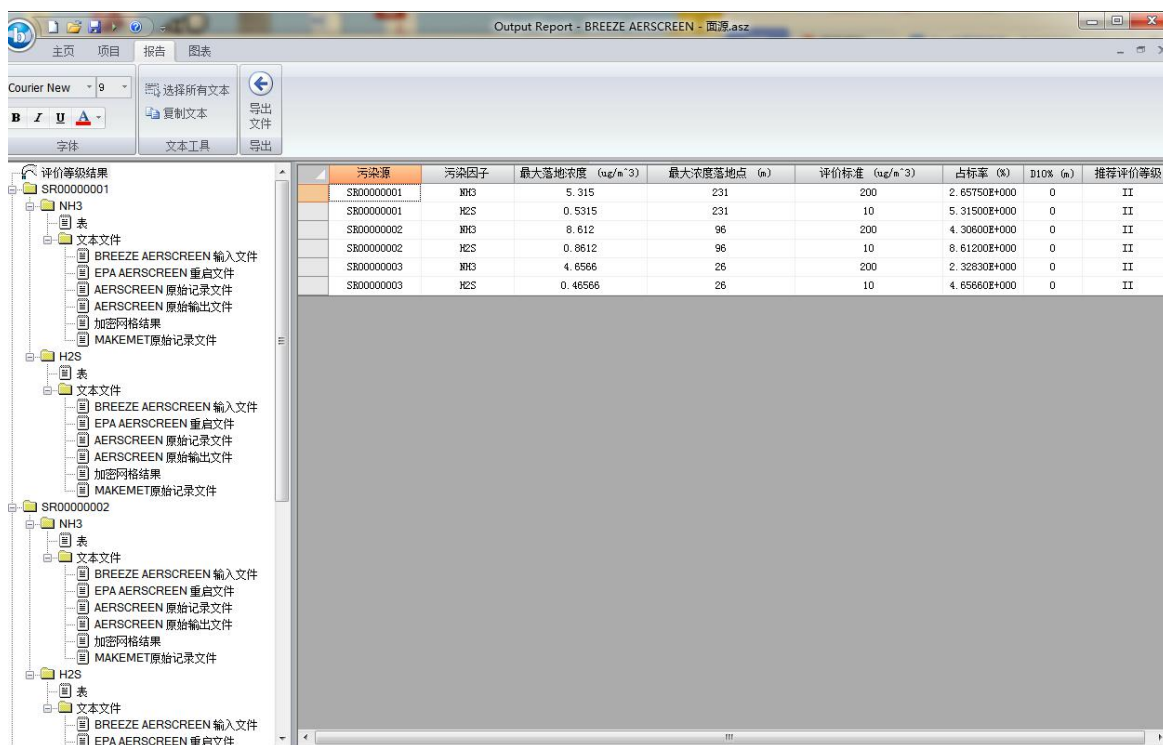 Output Report - BREEZE AERSCREEN - 面源.asz
主页 项目 报告 图表
Courier New 9
B I U A
字体
选择所有文本
复制文本
文本工具
导出
文件
导出
评价等级结果
SR00000001
NH3
表
文本文件
BREEZE AERSCREEN 输入文件
EPA AERSCREEN 重启文件
AERSCREEN 原始记录文件
AERSCREEN 原始输出文件
加密网格结果
MAKEMET原始记录文件
H2S
表
文本文件
BREEZE AERSCREEN 输入文件
EPA AERSCREEN 重启文件
AERSCREEN 原始记录文件
AERSCREEN 原始输出文件
加密网格结果
MAKEMET原始记录文件
SR00000002
NH3
表
文本文件
BREEZE AERSCREEN 输入文件
EPA AERSCREEN 重启文件
AERSCREEN 原始记录文件
AERSCREEN 原始输出文件
加密网格结果
MAKEMET原始记录文件
H2S
表
文本文件
BREEZE AERSCREEN 输入文件
EPA AERSCREEN 重启文件
污染源 污染因子 最大落地浓度 (ug/m^3) 最大浓度落地点 (m) 评价标准 (ug/m^3) 占标率 (%) D10% (m) 推荐评价等级
SR00000001 NH3 5.315 231 200 2.65750E+000 0 II
SR00000001 H2S 0.5315 231 10 5.31500E+000 0 II
SR00000002 NH3 8.612 96 200 4.30600E+000 0 II
SR00000002 H2S 0.8612 96 10 8.61200E+000 0 II
SR00000003 NH3 4.6566 26 200 2.32830E+000 0 II
SR00000003 H2S 0.46566 26 10 4.65660E+000 0 II